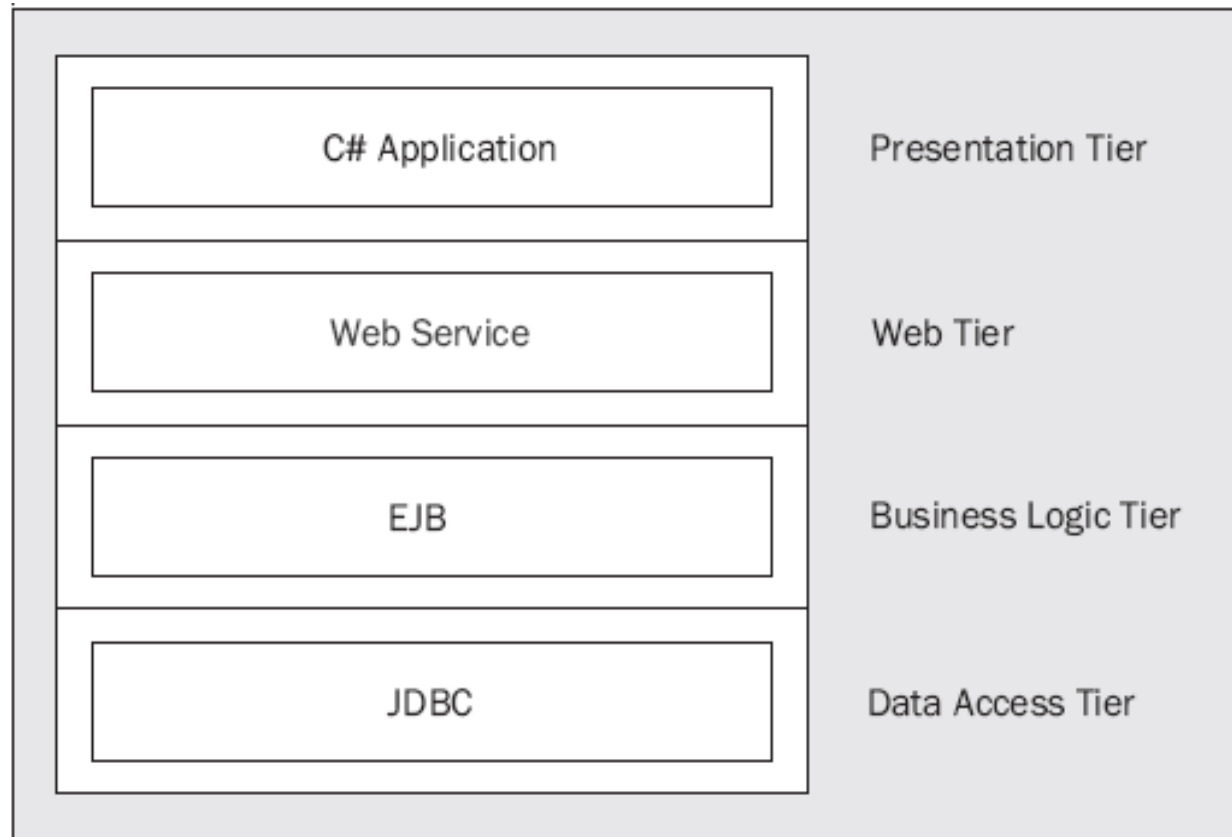 C# Application
Presentation Tier
Web Service
Web Tier
EJB
Business Logic Tier
JDBC
Data Access Tier